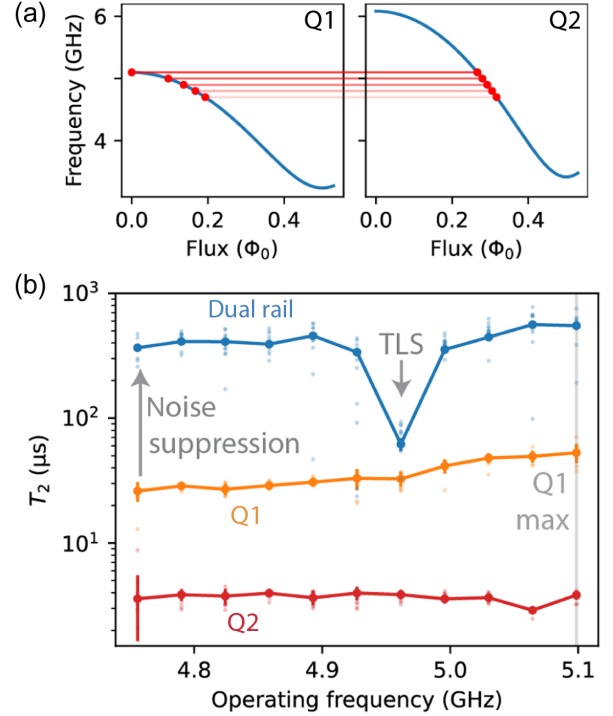 (a)
Q1
Q2
Frequency (GHz)
6
4
0.0
0.2
0.4
0.0
0.2
0.4
Flux (Φ₀)
Flux (Φ₀)
(b)
T₂ (μs)
10³
10²
10¹
Dual rail
TLS
Noise
suppression
Q1
Q1
max
Q2
4.8
4.9
5.0
5.1
Operating frequency (GHz)